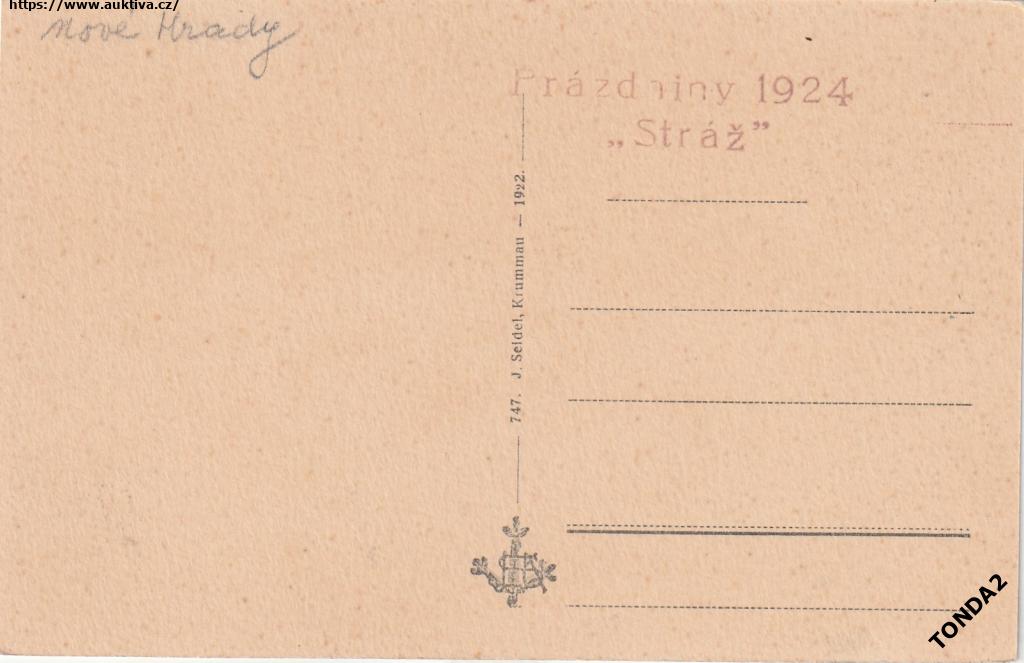 https://www.auktiva.cz/
Nové Hrady
Prázdniny 1924
„Stráž”
747. J. Seidel, Krummau — 1922.
TONDA2